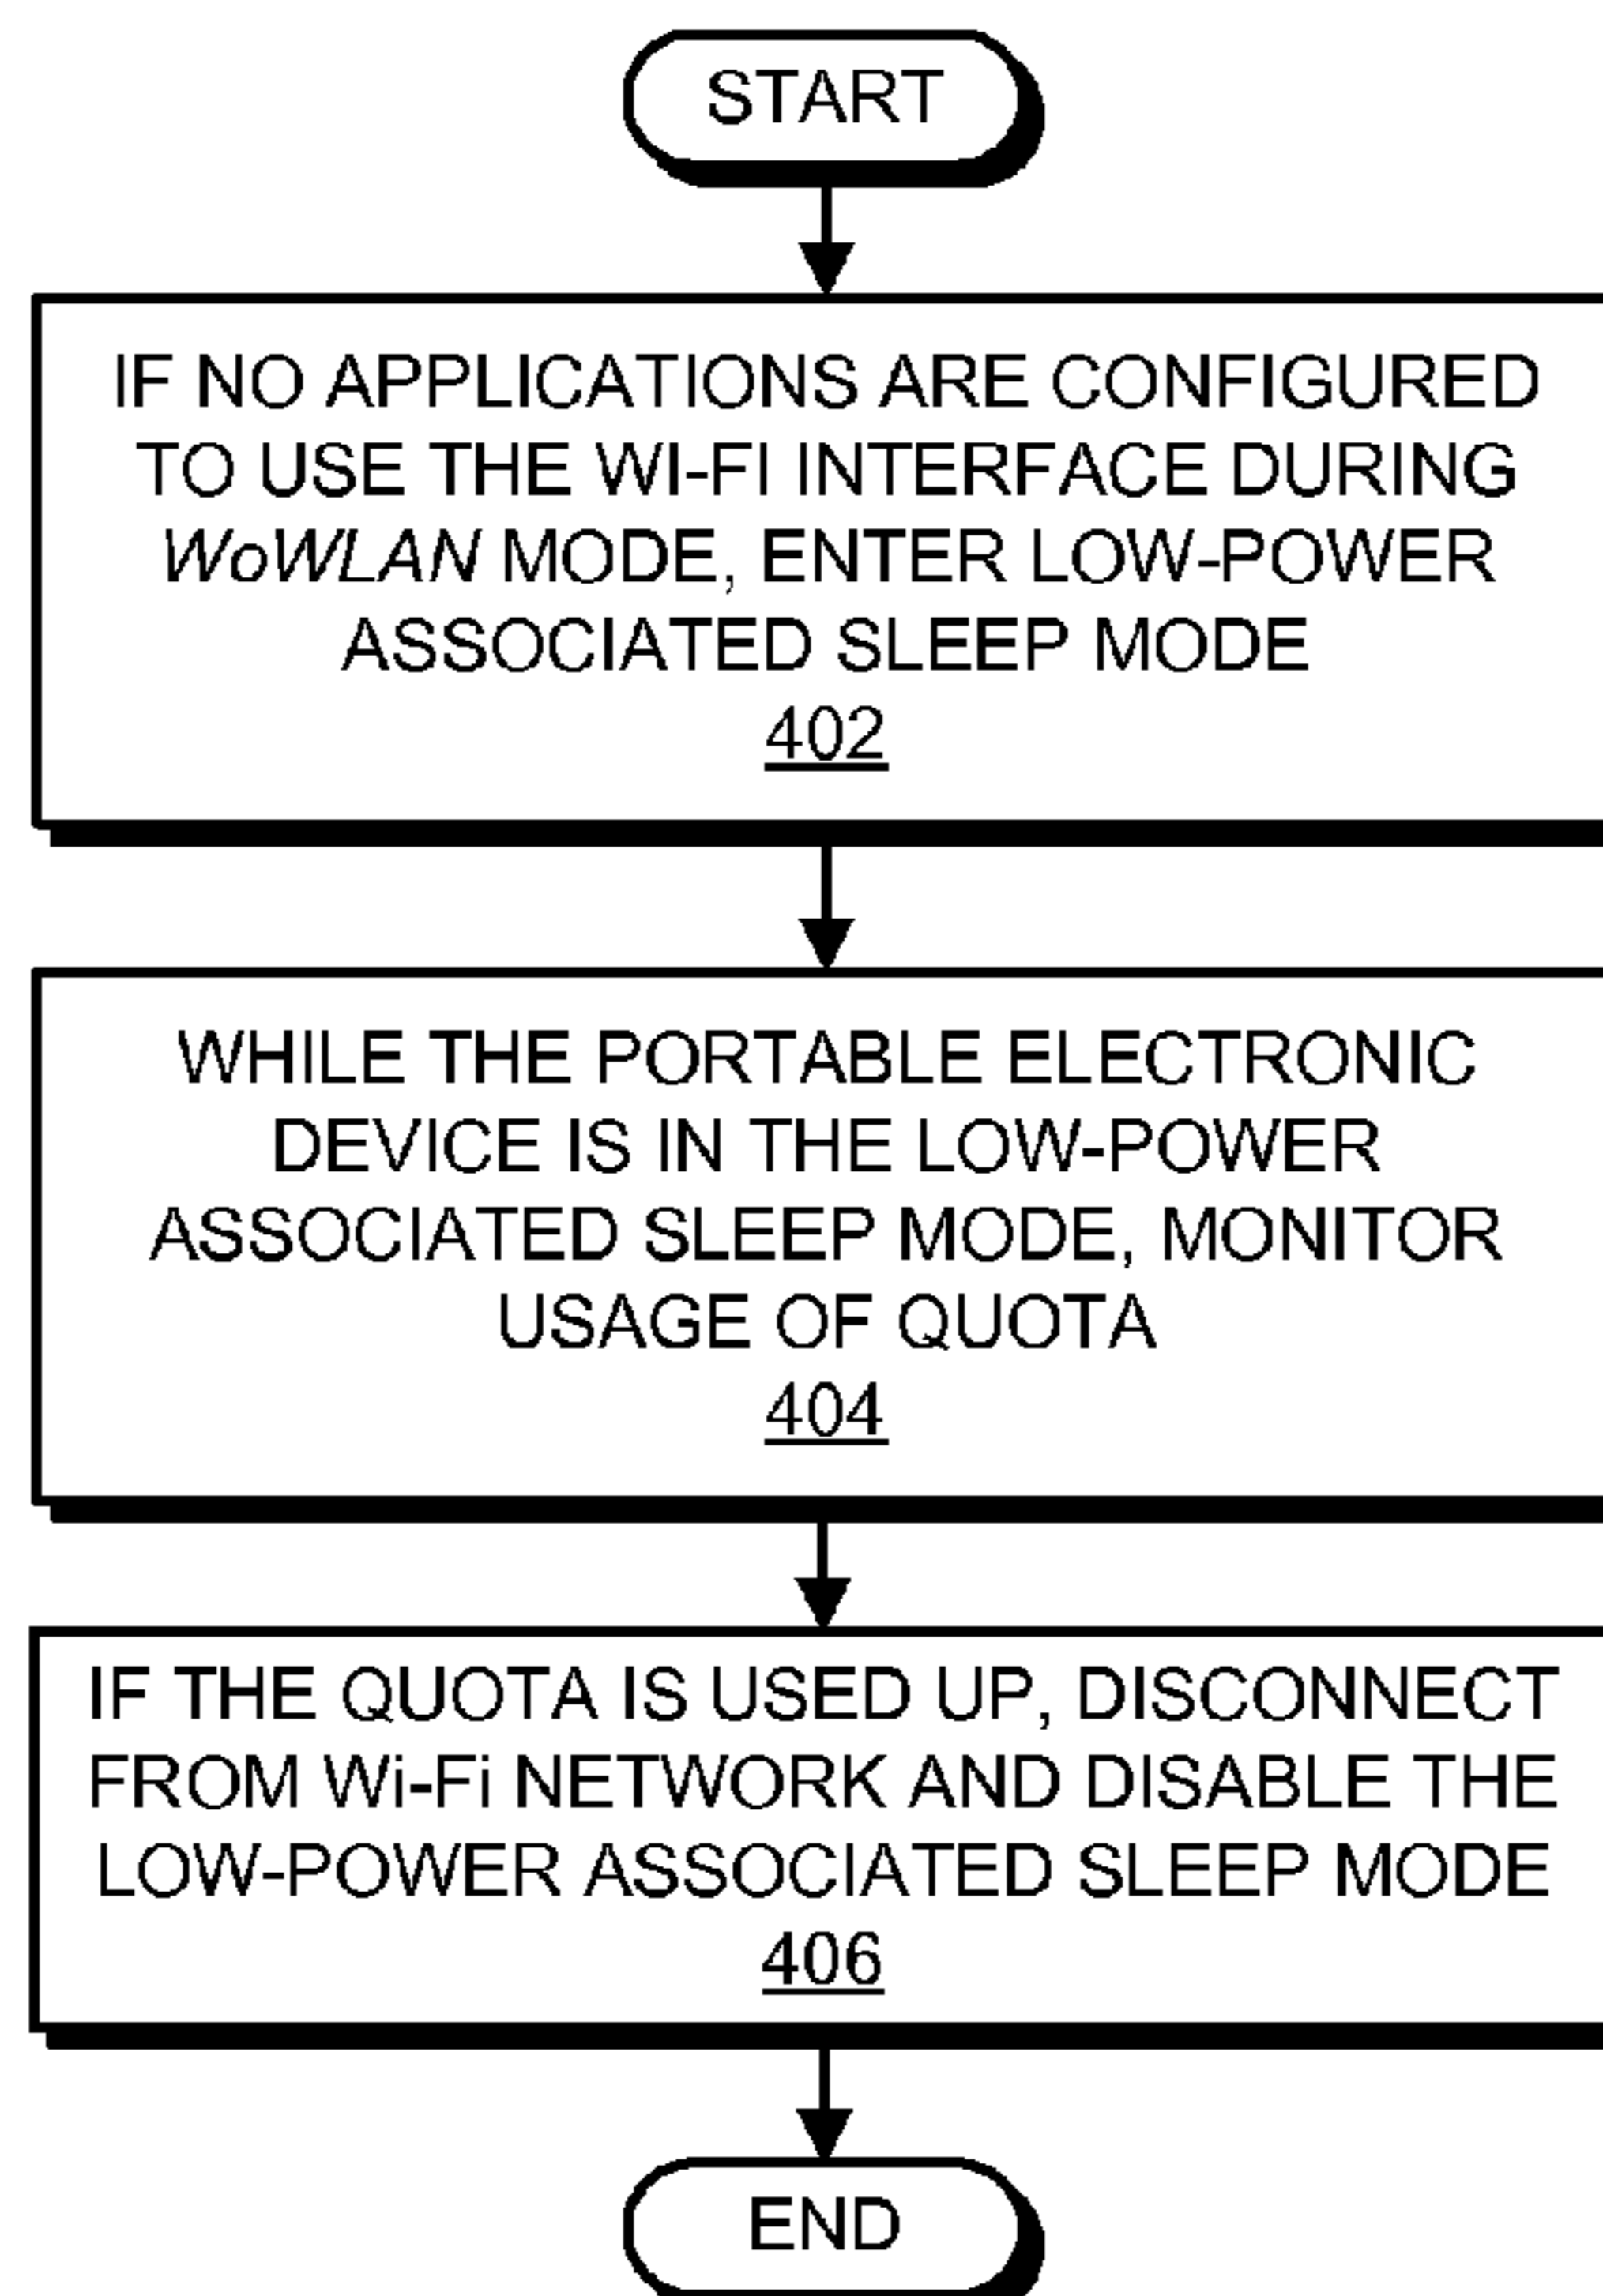 START
IF NO APPLICATIONS ARE CONFIGURED
TO USE THE WI-FI INTERFACE DURING
WoWLAN MODE, ENTER LOW-POWER
ASSOCIATED SLEEP MODE
402
WHILE THE PORTABLE ELECTRONIC
DEVICE IS IN THE LOW-POWER
ASSOCIATED SLEEP MODE, MONITOR
USAGE OF QUOTA
404
IF THE QUOTA IS USED UP, DISCONNECT
FROM Wi-Fi NETWORK AND DISABLE THE
LOW-POWER ASSOCIATED SLEEP MODE
406
END